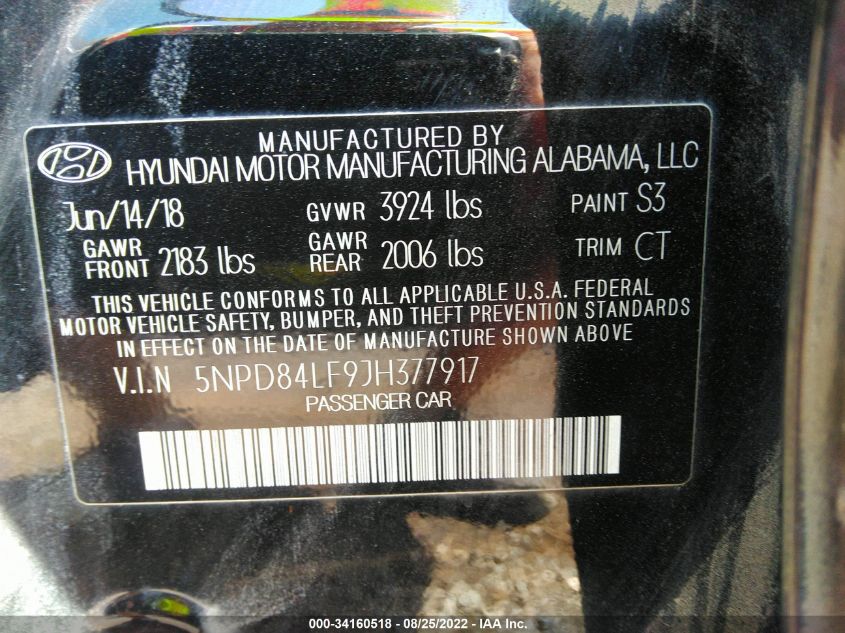 MANUFACTURED BY
HYUNDAI MOTOR MANUFACTURING ALABAMA, LLC
Jun/14/18 GVWR 3924 lbs PAINT S3
GAWR FRONT 2183 lbs GAWR REAR 2006 lbs TRIM CT
THIS VEHICLE CONFORMS TO ALL APPLICABLE U.S.A. FEDERAL
MOTOR VEHICLE SAFETY, BUMPER, AND THEFT PREVENTION STANDARDS
IN EFFECT ON THE DATE OF MANUFACTURE SHOWN ABOVE
V.I.N 5NPD84LF9JH377917
PASSENGER CAR
000-34160518 - 08/25/2022 - IAA Inc.